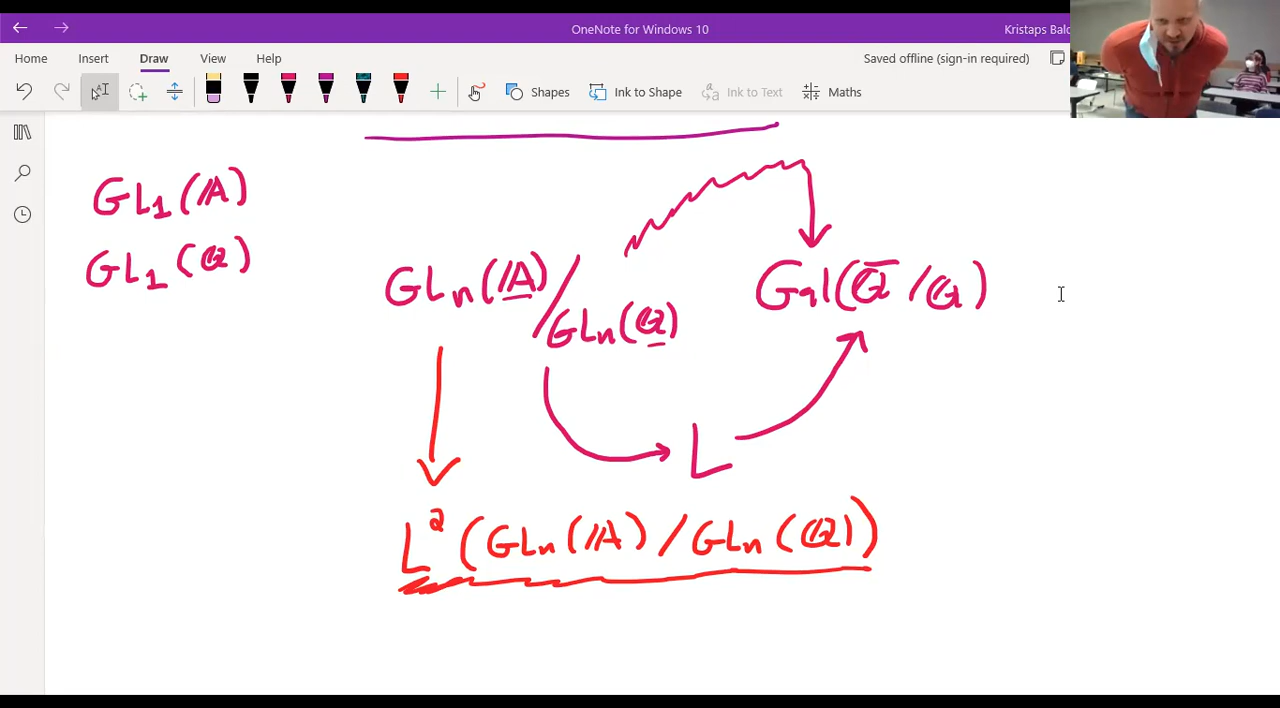 OneNote for Windows 10
Kristaps Balo
Home Insert Draw View Help
Saved offline (sign-in required)
Shapes Ink to Shape Ink to Text Maths
GL₁(𝔸)
GL₁(ℚ)
GLₙ(𝔸)/GLₙ(ℚ)
Gal(ℚ̄/ℚ)
L
L²(GLₙ(𝔸)/GLₙ(ℚ))